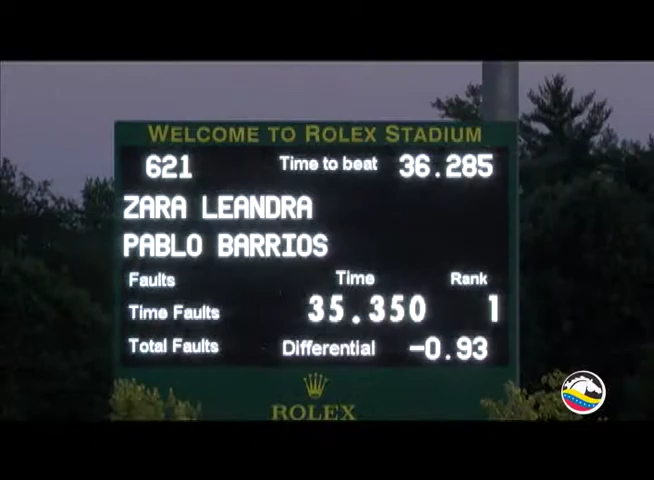 WELCOME TO ROLEX STADIUM
621 Time to beat 36.285
ZARA LEANDRA
PABLO BARRIOS
Faults Time Rank
Time Faults 35.350 1
Total Faults Differential -0.93
ROLEX